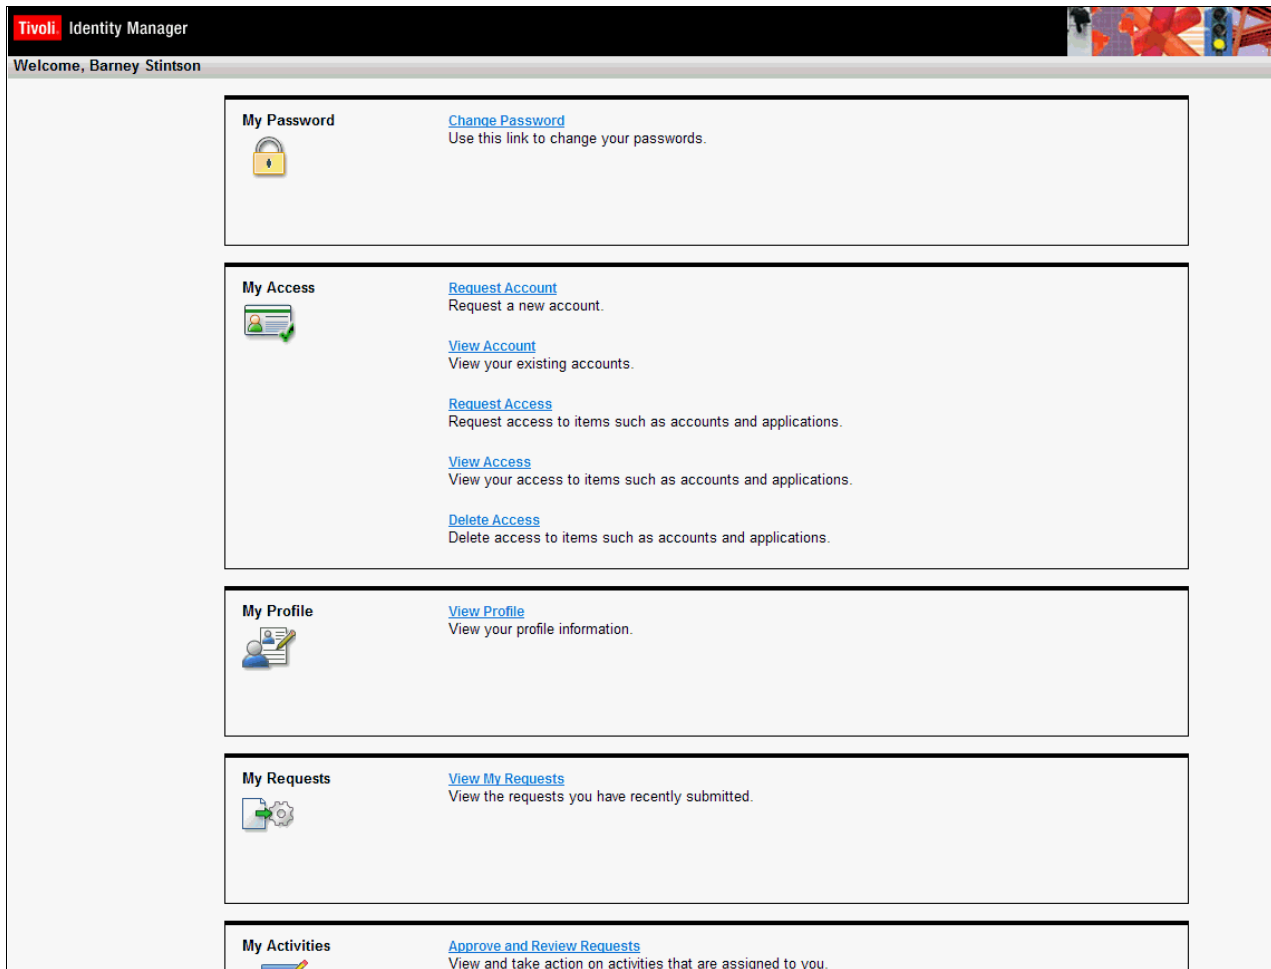 Tivoli. Identity Manager
Welcome, Barney Stintson
My Password
Change Password
Use this link to change your passwords.
My Access
Request Account
Request a new account.
View Account
View your existing accounts.
Request Access
Request access to items such as accounts and applications.
View Access
View your access to items such as accounts and applications.
Delete Access
Delete access to items such as accounts and applications.
My Profile
View Profile
View your profile information.
My Requests
View My Requests
View the requests you have recently submitted.
My Activities
Approve and Review Requests
View and take action on activities that are assigned to you.